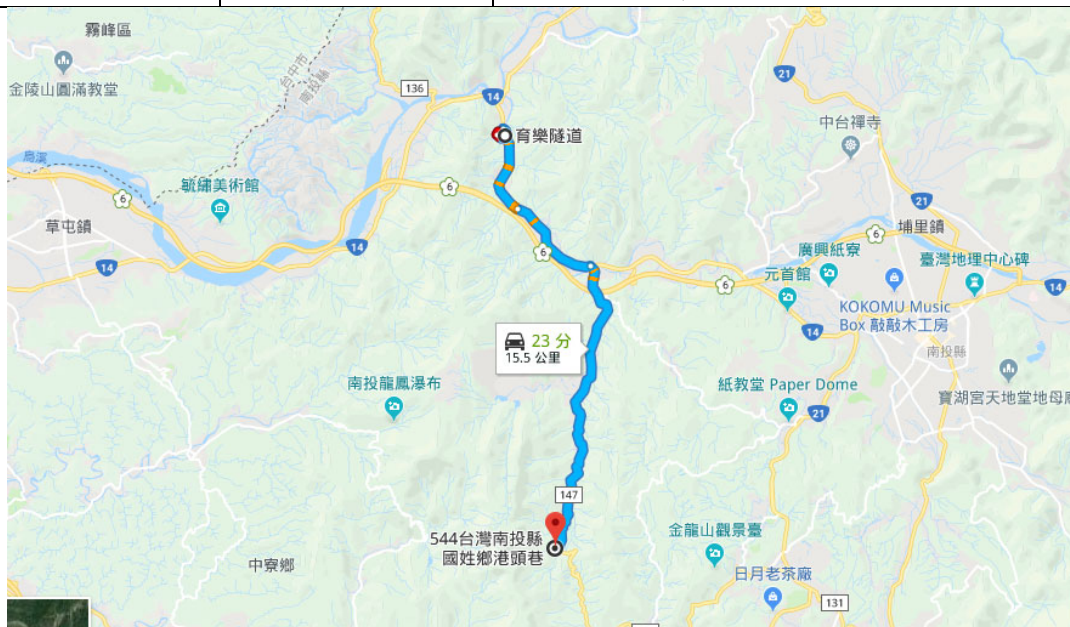 霧峰區
金陵山圓滿教堂
台中市
南投縣
136
14
21
育樂隧道
中台禪寺
烏溪
毓繡美術館
6
6
21
草屯鎮
14
14
6
6
埔里鎮
廣興紙寮
臺灣地理中心碑
元首館
6
14
KOKOMU Music
Box 敲敲木工房
14
23 分
15.5 公里
南投縣
南投龍鳳瀑布
紙教堂 Paper Dome
21
寶湖宮天地堂地母廟
147
544台灣南投縣
國姓鄉港頭巷
金龍山觀景臺
中寮鄉
日月老茶廠
131